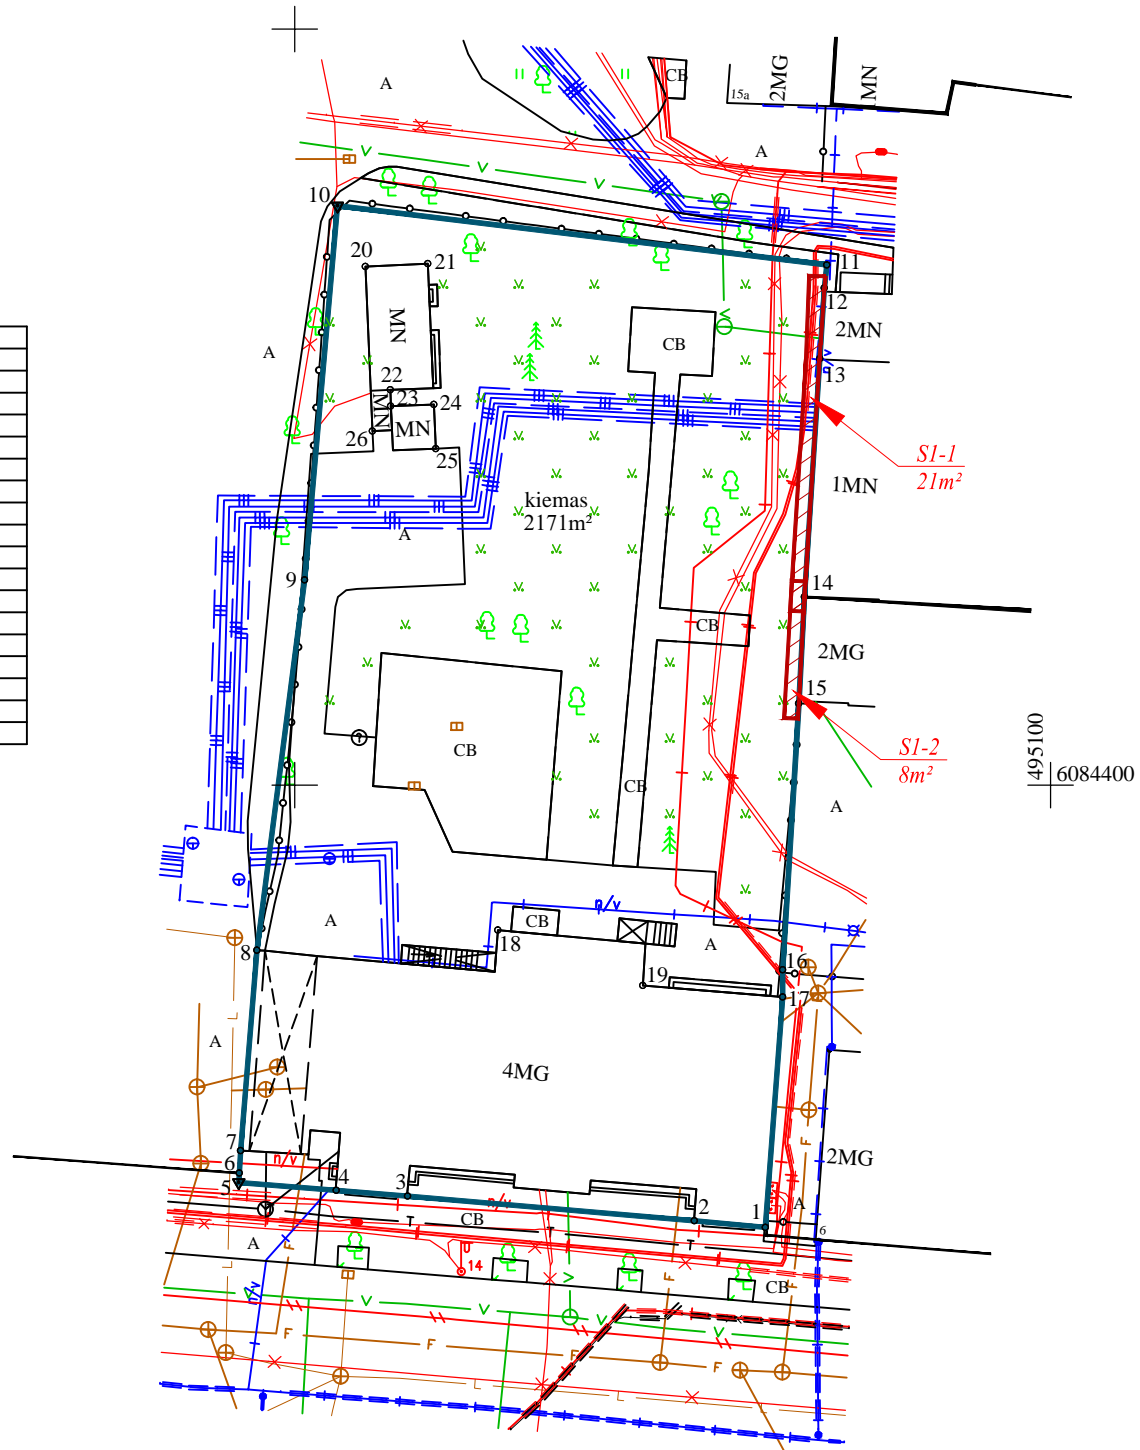 A
CB
2MG
MN
15a
V
V
V
A
10
11
20
21
12
MN
CB
2MN
13
A
22
23
24
MN
MN
26
25
S1-1
21m²
1MN
kiemas
2171m²
A
9
14
CB
2MG
15
CB
S1-2
8m²
495100
6084400
CB
A
n/v
A
CB
18
A
8
16
19
17
L
A
4MG
F
2MG
7
n/v
6
5
4
3
n/v
2
1
A
6
CB
T
T
T
A
F
U
14
L
F
F
CB
n/v
V
V
V
V
V
F
F
F
F
L
L
L